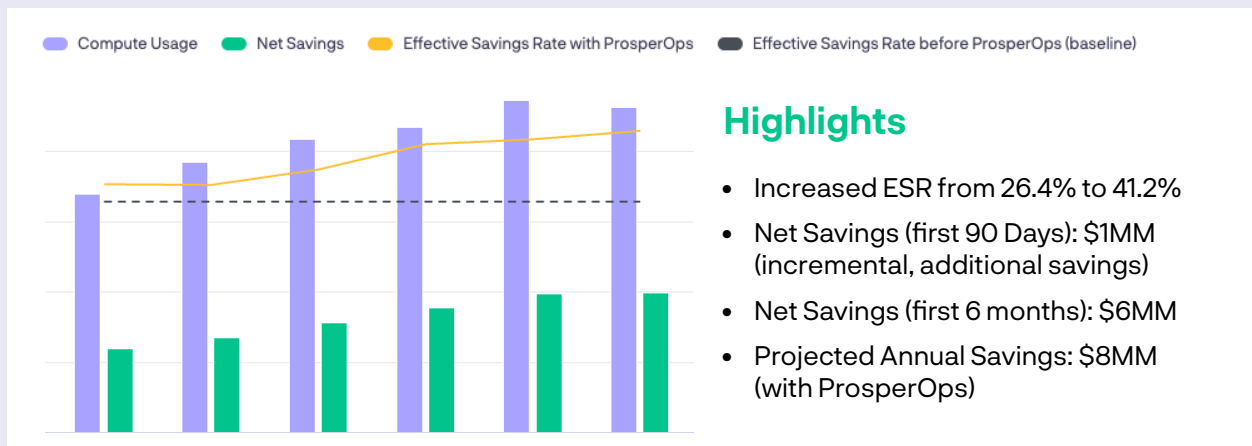 Compute Usage Net Savings Effective Savings Rate with ProsperOps Effective Savings Rate before ProsperOps (baseline)
Highlights
• Increased ESR from 26.4% to 41.2%
• Net Savings (first 90 Days): $1MM
(incremental, additional savings)
• Net Savings (first 6 months): $6MM
• Projected Annual Savings: $8MM
(with ProsperOps)